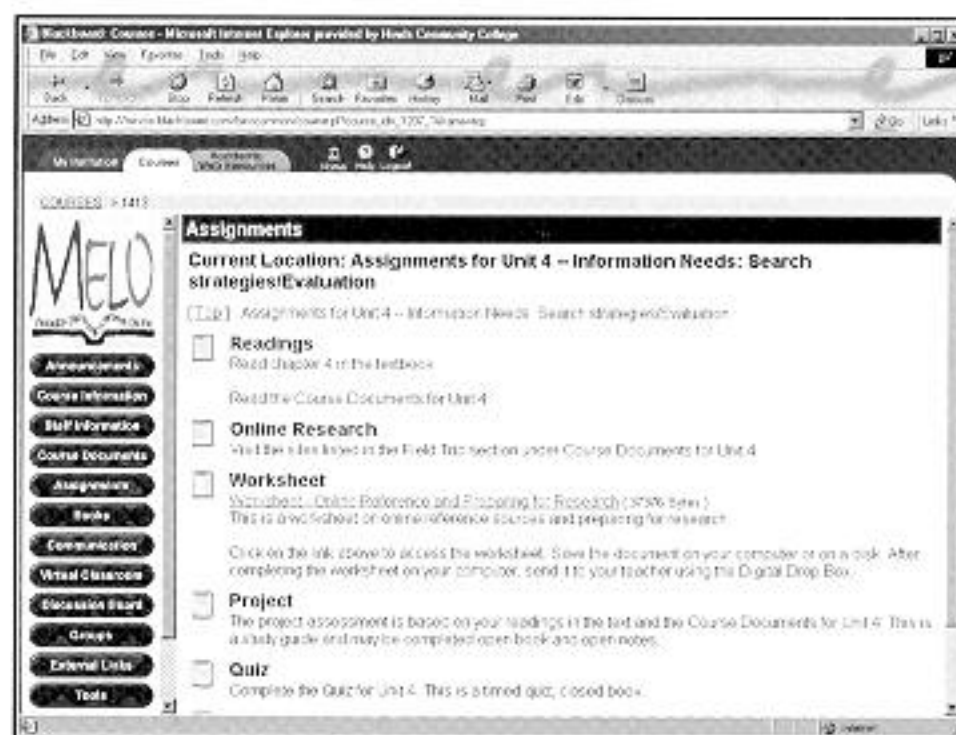 Blackboard: Courses - Microsoft Internet Explorer provided by Hinds Community College
File Edit View Favorites Tools Help
Back Stop Refresh Home Search Favorites History Mail Print Edit Discuss
Address Go Links
My Institution Courses Academic Web Resources Home Help Logout
COURSES > 1413
MELO
Announcements
Course Information
Staff Information
Course Documents
Assignments
Books
Communication
Virtual Classroom
Discussion Board
Groups
External Links
Tools
Assignments
Current Location: Assignments for Unit 4 -- Information Needs: Search
strategies/Evaluation
[Top] Assignments for Unit 4 -- Information Needs: Search strategies/Evaluation
Readings
Read chapter 4 in the textbook.
Read the Course Documents for Unit 4.
Online Research
Visit the sites listed in the Field Trip section under Course Documents for Unit 4.
Worksheet
Worksheet - Online Reference and Preparing for Research
This is a worksheet on online reference sources and preparing for research.
Click on the link above to access the worksheet. Save the document on your computer or on a disk. After
completing the worksheet on your computer, send it to your teacher using the Digital Drop Box.
Project
The project assessment is based on your readings in the text and the Course Documents for Unit 4. This is
a study guide and may be completed open book and open notes.
Quiz
Complete the Quiz for Unit 4. This is a timed quiz, closed book.
Internet